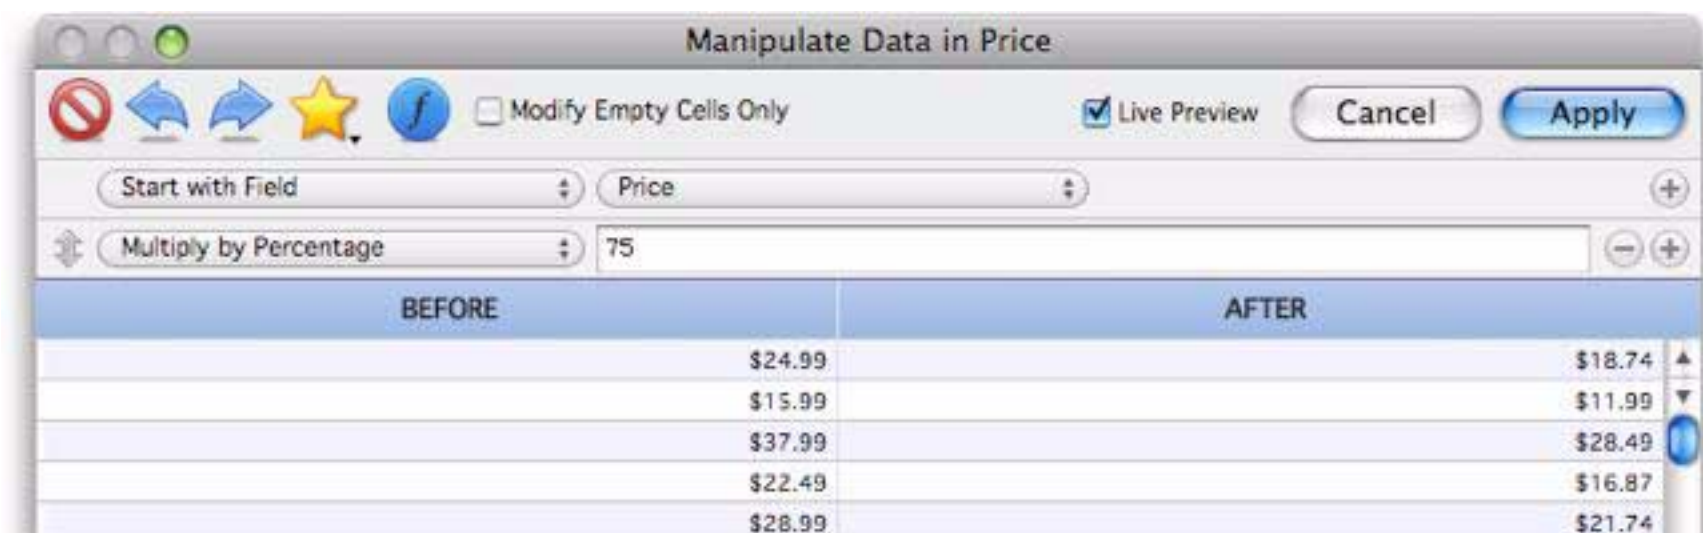 Manipulate Data in Price
f Modify Empty Cells Only Live Preview Cancel Apply
Start with Field Price
Multiply by Percentage 75
BEFORE AFTER
$24.99 $18.74
$15.99 $11.99
$37.99 $28.49
$22.49 $16.87
$28.99 $21.74